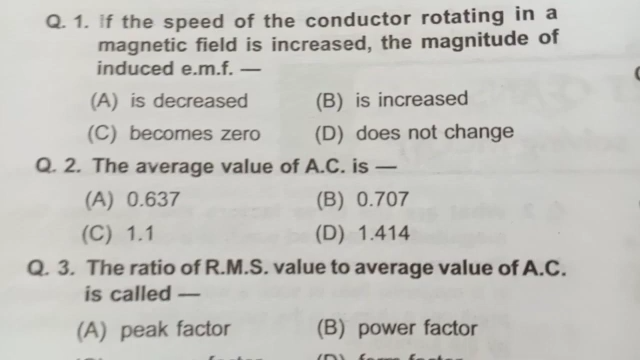 Q. 1. If the speed of the conductor rotating in a
magnetic field is increased, the magnitude of
induced e.m.f. —
(A) is decreased (B) is increased
(C) becomes zero (D) does not change
Q. 2. The average value of A.C. is —
(A) 0.637 (B) 0.707
(C) 1.1 (D) 1.414
Q. 3. The ratio of R.M.S. value to average value of A.C.
is called —
(A) peak factor (B) power factor
(D) form factor